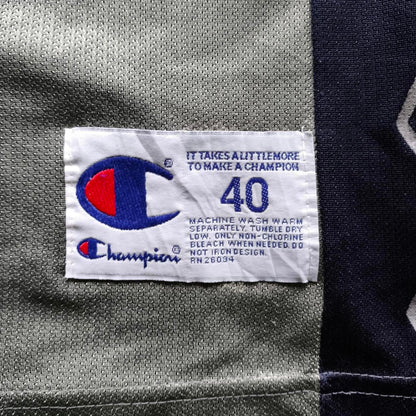 IT TAKES A LITTLE MORE
TO MAKE A CHAMPION
®
40
MACHINE WASH WARM
SEPARATELY. TUMBLE DRY
LOW. ONLY NON-CHLORINE
BLEACH WHEN NEEDED. DO
NOT IRON DESIGN.
RN 26094
Champion®